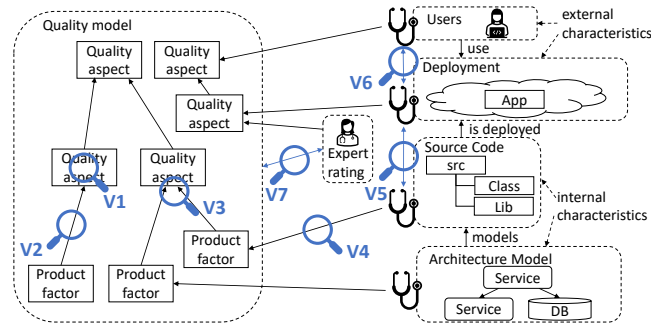 Quality model
Quality
aspect
Quality
aspect
Quality
aspect
Quality
aspect
Quality
aspect
V1
V2
V3
Product
factor
Product
factor
Product
factor
Users
use
external
characteristics
V6
Deployment
App
is deployed
Expert
rating
V7
V5
V4
Source Code
src
Class
Lib
internal
characteristics
models
Architecture Model
Service
Service
DB